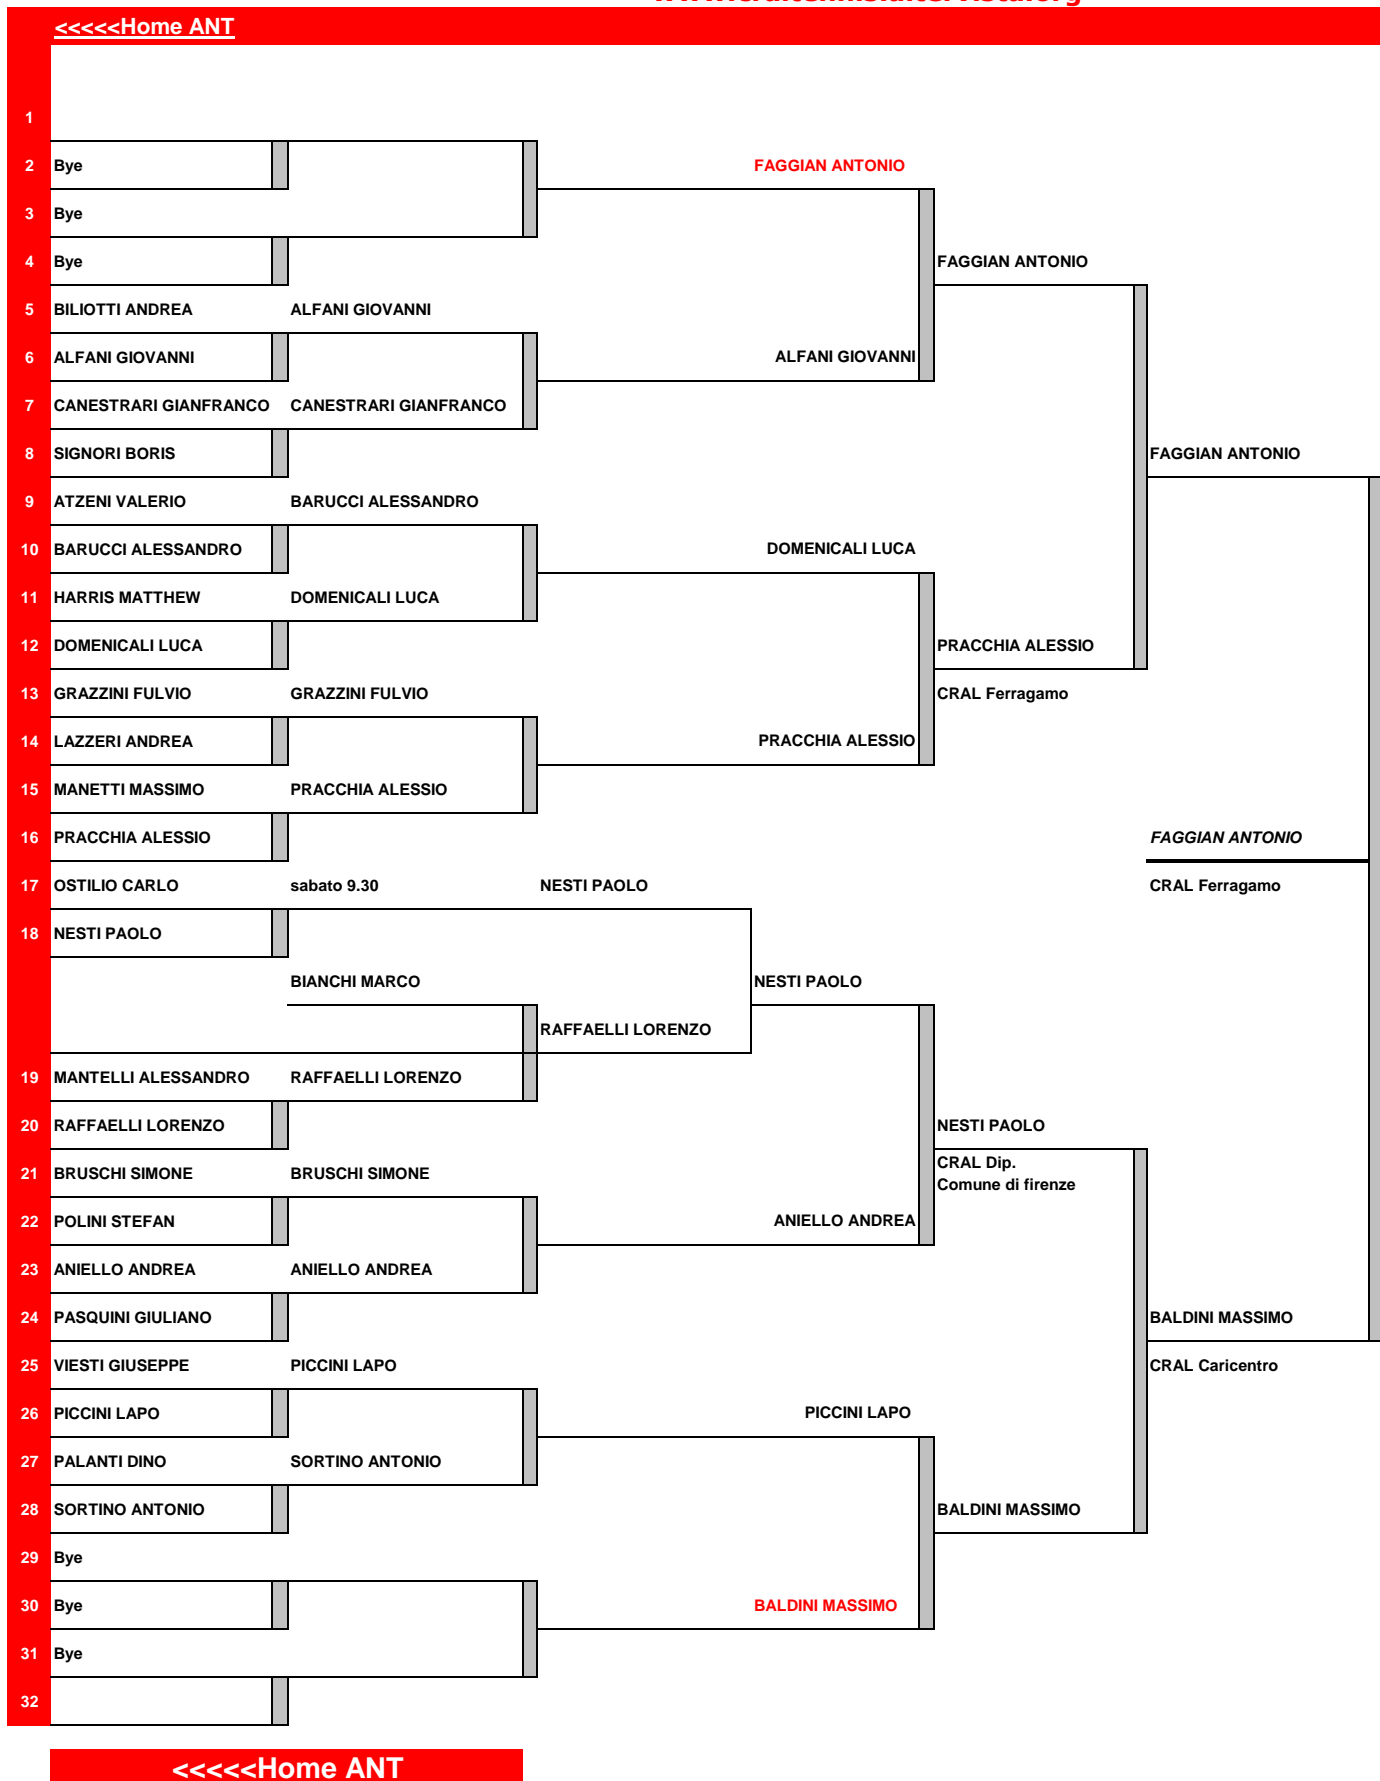 <<<<<Home ANT
1
2 Bye FAGGIAN ANTONIO
3 Bye
4 Bye FAGGIAN ANTONIO
5 BILIOTTI ANDREA ALFANI GIOVANNI
6 ALFANI GIOVANNI ALFANI GIOVANNI
7 CANESTRARI GIANFRANCO CANESTRARI GIANFRANCO
8 SIGNORI BORIS FAGGIAN ANTONIO
9 ATZENI VALERIO BARUCCI ALESSANDRO
10 BARUCCI ALESSANDRO DOMENICALI LUCA
11 HARRIS MATTHEW DOMENICALI LUCA
12 DOMENICALI LUCA PRACCHIA ALESSIO
13 GRAZZINI FULVIO GRAZZINI FULVIO CRAL Ferragamo
14 LAZZERI ANDREA PRACCHIA ALESSIO
15 MANETTI MASSIMO PRACCHIA ALESSIO
16 PRACCHIA ALESSIO FAGGIAN ANTONIO
17 OSTILIO CARLO sabato 9.30 NESTI PAOLO CRAL Ferragamo
18 NESTI PAOLO
BIANCHI MARCO NESTI PAOLO
RAFFAELLI LORENZO
19 MANTELLI ALESSANDRO RAFFAELLI LORENZO
20 RAFFAELLI LORENZO NESTI PAOLO
21 BRUSCHI SIMONE BRUSCHI SIMONE CRAL Dip.
Comune di firenze
22 POLINI STEFAN ANIELLO ANDREA
23 ANIELLO ANDREA ANIELLO ANDREA
24 PASQUINI GIULIANO BALDINI MASSIMO
25 VIESTI GIUSEPPE PICCINI LAPO CRAL Caricentro
26 PICCINI LAPO PICCINI LAPO
27 PALANTI DINO SORTINO ANTONIO
28 SORTINO ANTONIO BALDINI MASSIMO
29 Bye
30 Bye BALDINI MASSIMO
31 Bye
32
<<<<<Home ANT